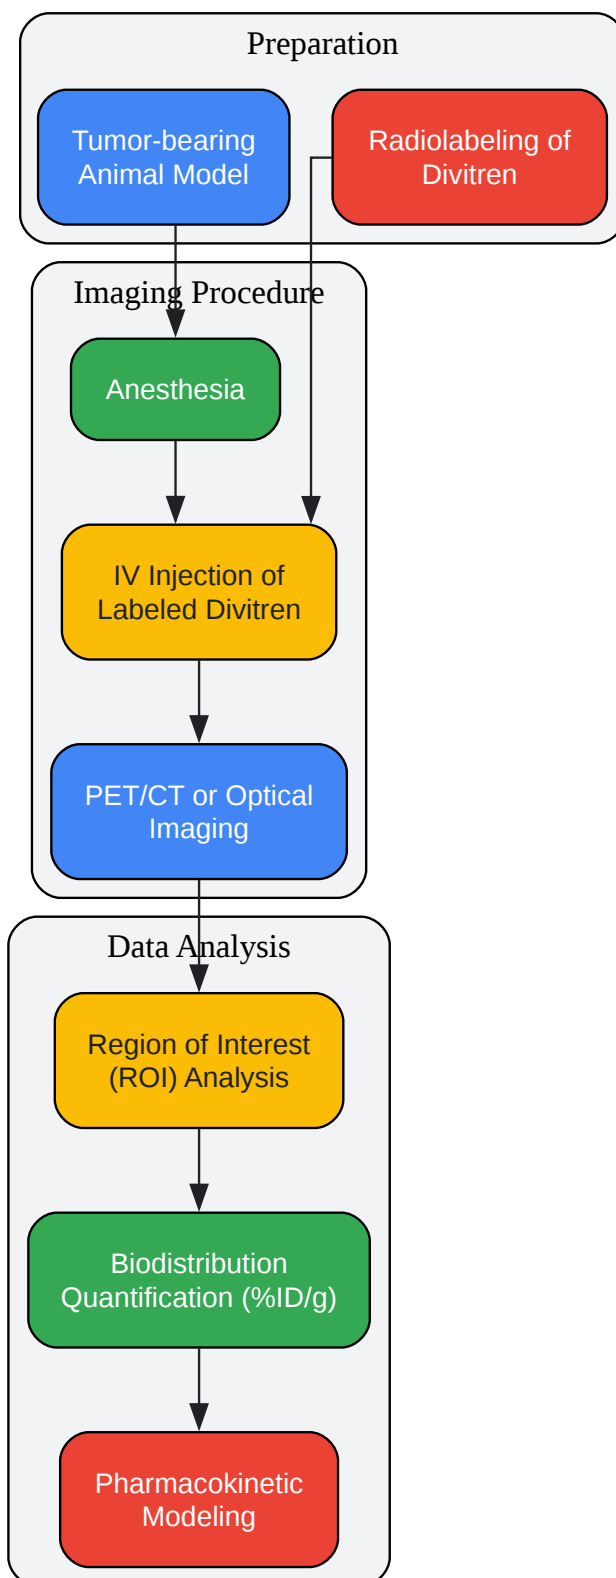 Preparation
Tumor-bearing
Animal Model
Radiolabeling of
Divitren
Imaging Procedure
Anesthesia
IV Injection of
Labeled Divitren
PET/CT or Optical
Imaging
Data Analysis
Region of Interest
(ROI) Analysis
Biodistribution
Quantification (%ID/g)
Pharmacokinetic
Modeling